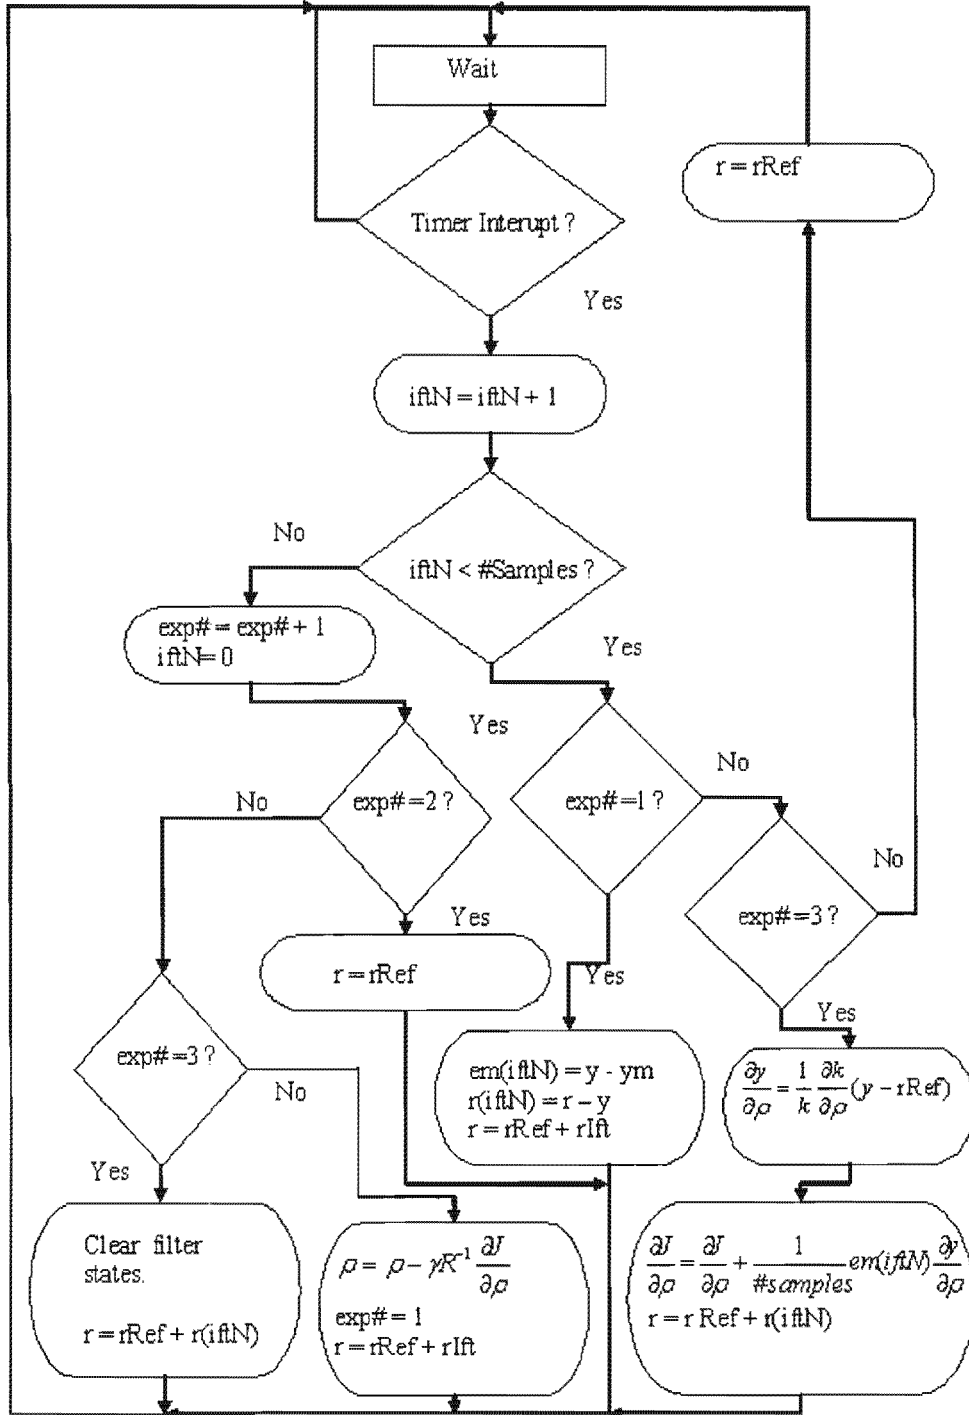 Wait
r = rRef
Timer Interupt ?
Yes
iftN = iftN + 1
No
iftN < #Samples ?
exp# = exp# + 1
iftN= 0
Yes
Yes
No
exp#=2 ?
exp#=1 ?
No
No
exp#=3 ?
Yes
r = rRef
Yes
Yes
exp#=3 ?
No
em(iftN) = y - ym
r(iftN) = r – y
r = rRef + rIft
∂y/∂ρ = 1/k ∂k/∂ρ (y – rRef)
Yes
Clear filter
states.
r = rRef + r(iftN)
ρ = ρ – γR⁻¹ ∂J/∂ρ
exp# = 1
r = rRef + rIft
∂J/∂ρ = ∂J/∂ρ + 1/#samples em(iftN) ∂y/∂ρ
r = r Ref + r(iftN)